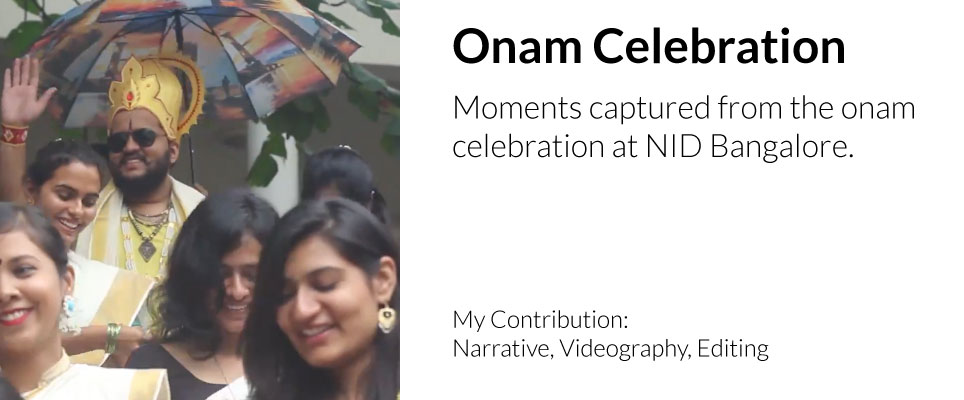 Onam Celebration
Moments captured from the onam
celebration at NID Bangalore.
My Contribution:
Narrative, Videography, Editing